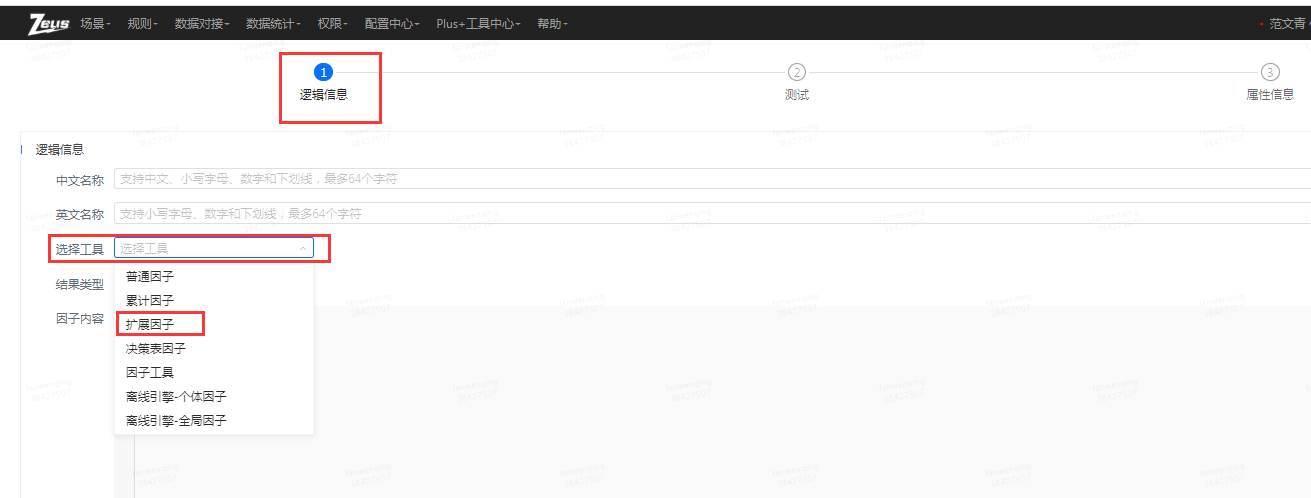 Zeus 场景 规则 数据对接 数据统计 权限 配置中心 Plus+工具中心 帮助 范文青
1 2 3
逻辑信息 测试 属性信息
逻辑信息
中文名称 支持中文、小写字母、数字和下划线，最多64个字符
英文名称 支持小写字母、数字和下划线，最多64个字符
选择工具 选择工具
普通因子
结果类型
累计因子
因子内容
扩展因子
决策表因子
因子工具
离线引擎-个体因子
离线引擎-全局因子